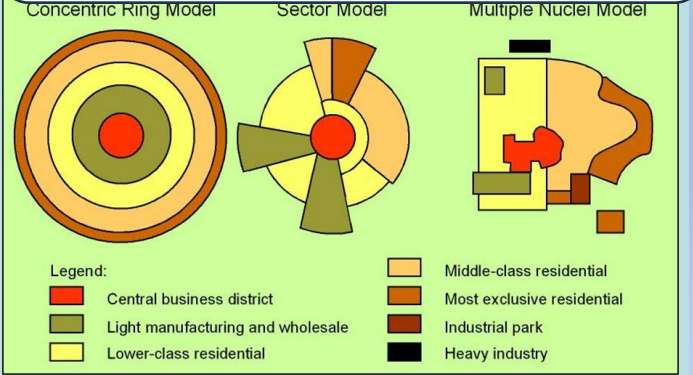 Concentric Ring Model
Sector Model
Multiple Nuclei Model
Legend:
Central business district
Light manufacturing and wholesale
Lower-class residential
Middle-class residential
Most exclusive residential
Industrial park
Heavy industry